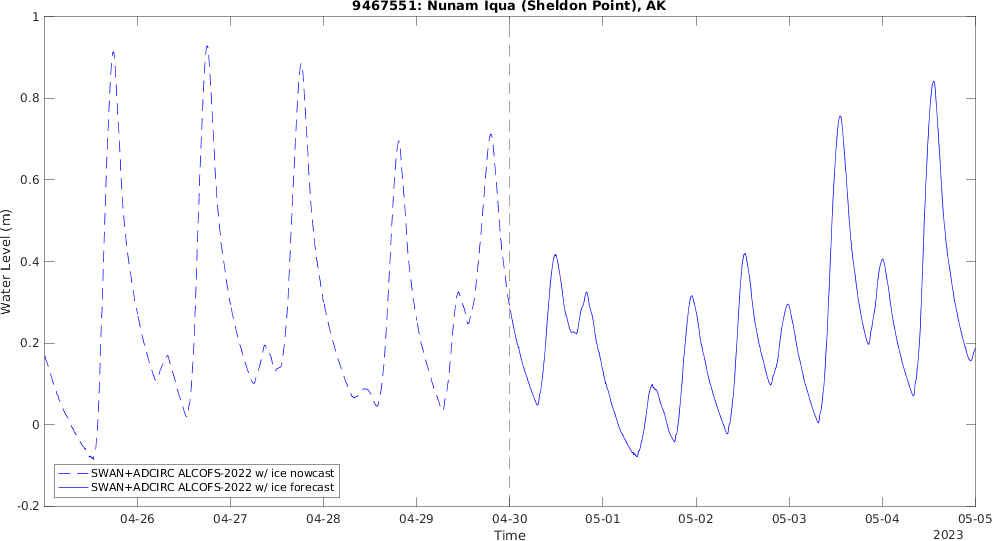 9467551: Nunam Iqua (Sheldon Point), AK
1
0.8
0.6
0.4
0.2
0
-0.2
Water Level (m)
SWAN+ADCIRC ALCOFS-2022 w/ ice nowcast
SWAN+ADCIRC ALCOFS-2022 w/ ice forecast
04-26 04-27 04-28 04-29 04-30 05-01 05-02 05-03 05-04 05-05
Time
2023